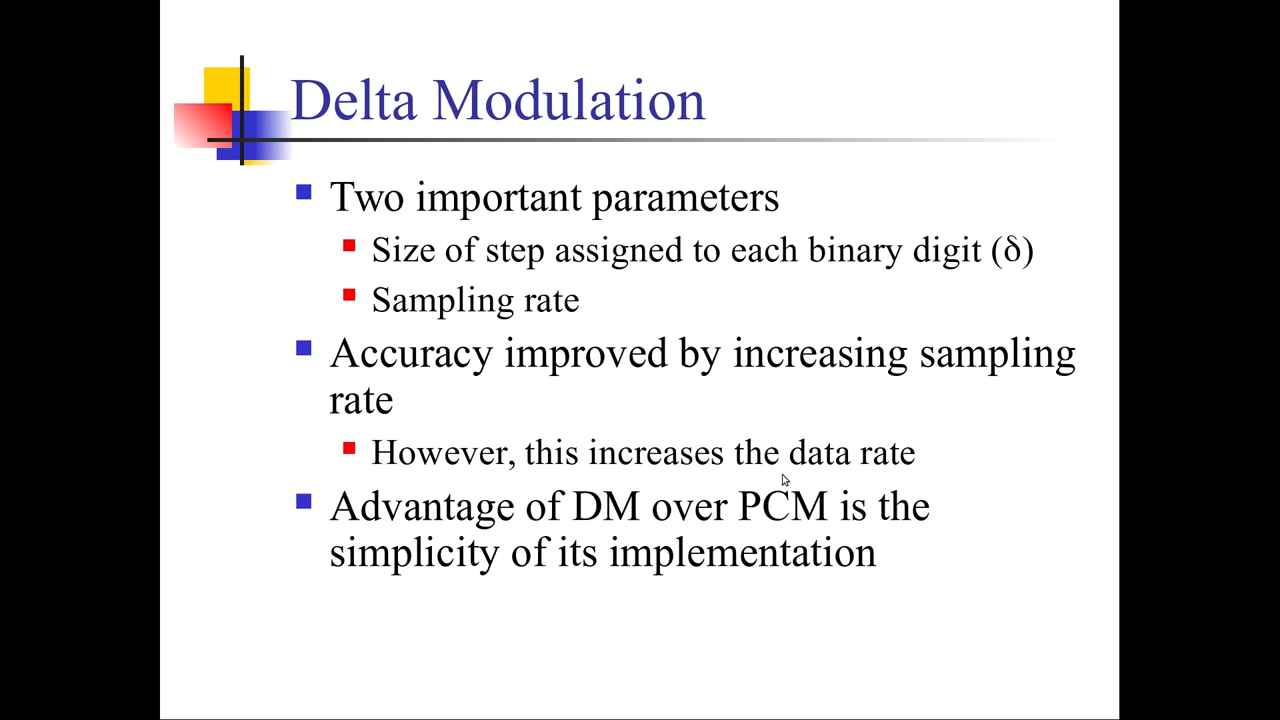 Delta Modulation
Two important parameters
Size of step assigned to each binary digit (δ)
Sampling rate
Accuracy improved by increasing sampling
rate
However, this increases the data rate
Advantage of DM over PCM is the
simplicity of its implementation